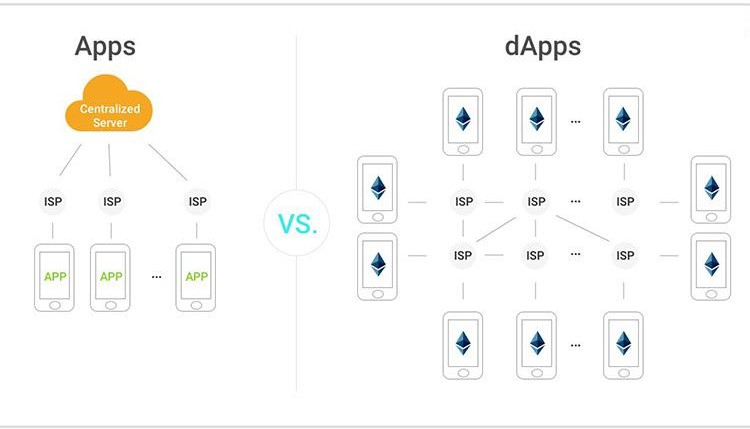 Apps
dApps
Centralized
Server
ISP ISP ISP
APP APP ... APP
VS.
...
ISP ISP ... ISP
ISP ISP ... ISP
...